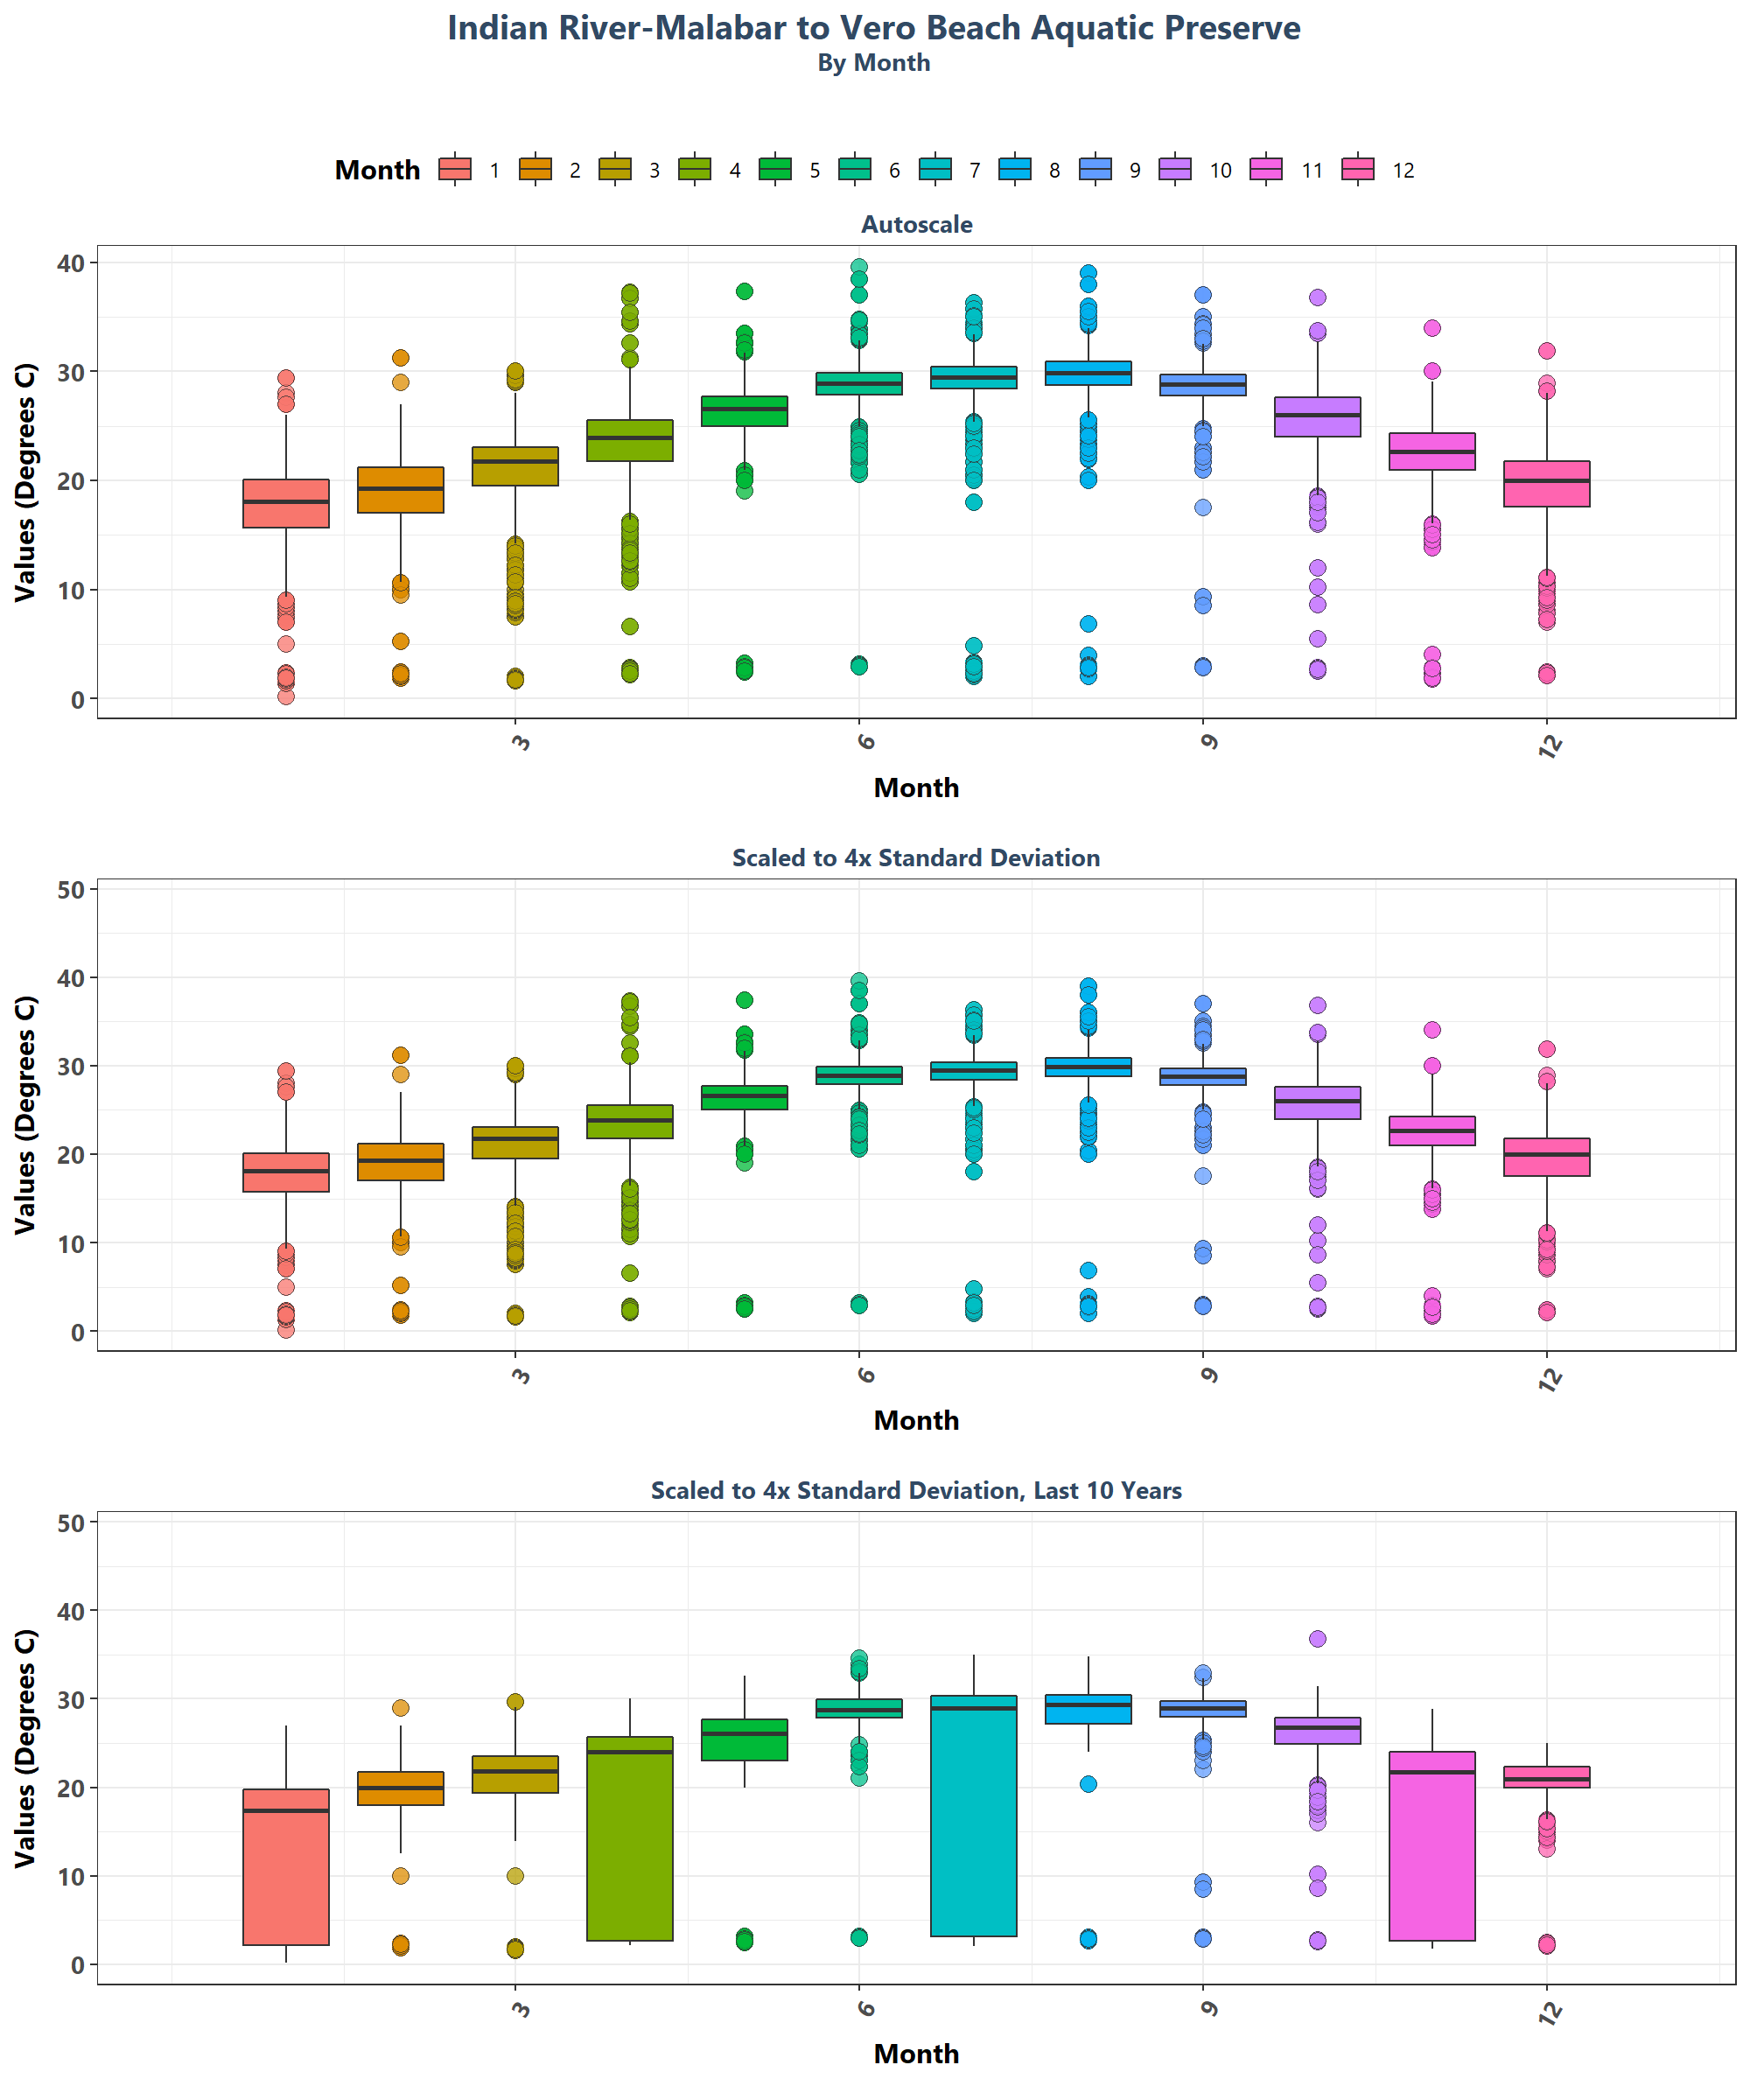 Indian River-Malabar to Vero Beach Aquatic Preserve
By Month
Month 1 2 3 4 5 6 7 8 9 10 11 12
Autoscale
Values (Degrees C)
40
30
20
10
0
3 6 9 12
Month
Scaled to 4x Standard Deviation
Values (Degrees C)
50
40
30
20
10
0
3 6 9 12
Month
Scaled to 4x Standard Deviation, Last 10 Years
Values (Degrees C)
50
40
30
20
10
0
3 6 9 12
Month